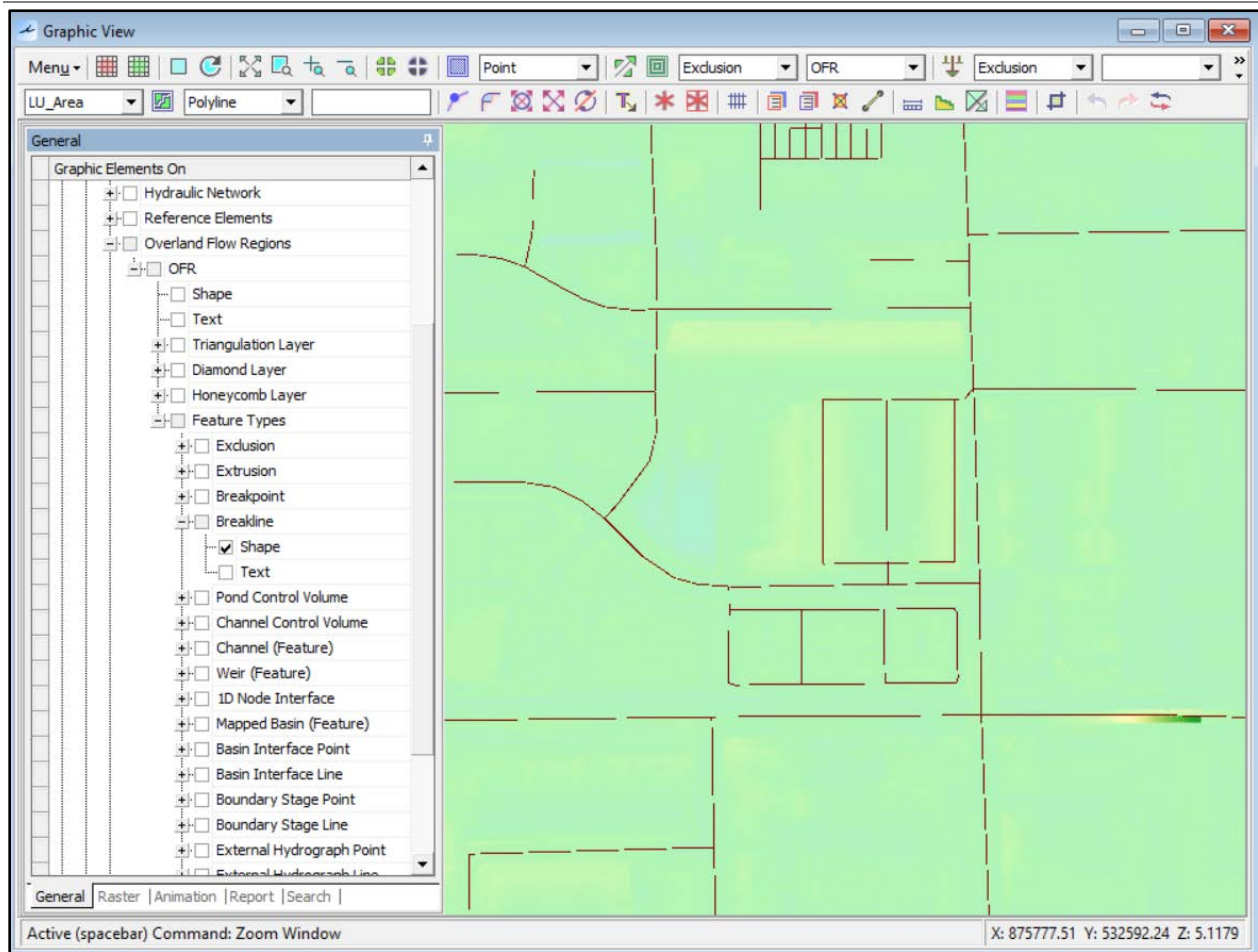 Graphic View
Menu Point Exclusion OFR Exclusion
LU_Area Polyline
General
Graphic Elements On
Hydraulic Network
Reference Elements
Overland Flow Regions
OFR
Shape
Text
Triangulation Layer
Diamond Layer
Honeycomb Layer
Feature Types
Exclusion
Extrusion
Breakpoint
Breakline
Shape
Text
Pond Control Volume
Channel Control Volume
Channel (Feature)
Weir (Feature)
1D Node Interface
Mapped Basin (Feature)
Basin Interface Point
Basin Interface Line
Boundary Stage Point
Boundary Stage Line
External Hydrograph Point
External Hydrograph Line
General Raster |Animation |Report |Search |
Active (spacebar) Command: Zoom Window X: 875777.51 Y: 532592.24 Z: 5.1179